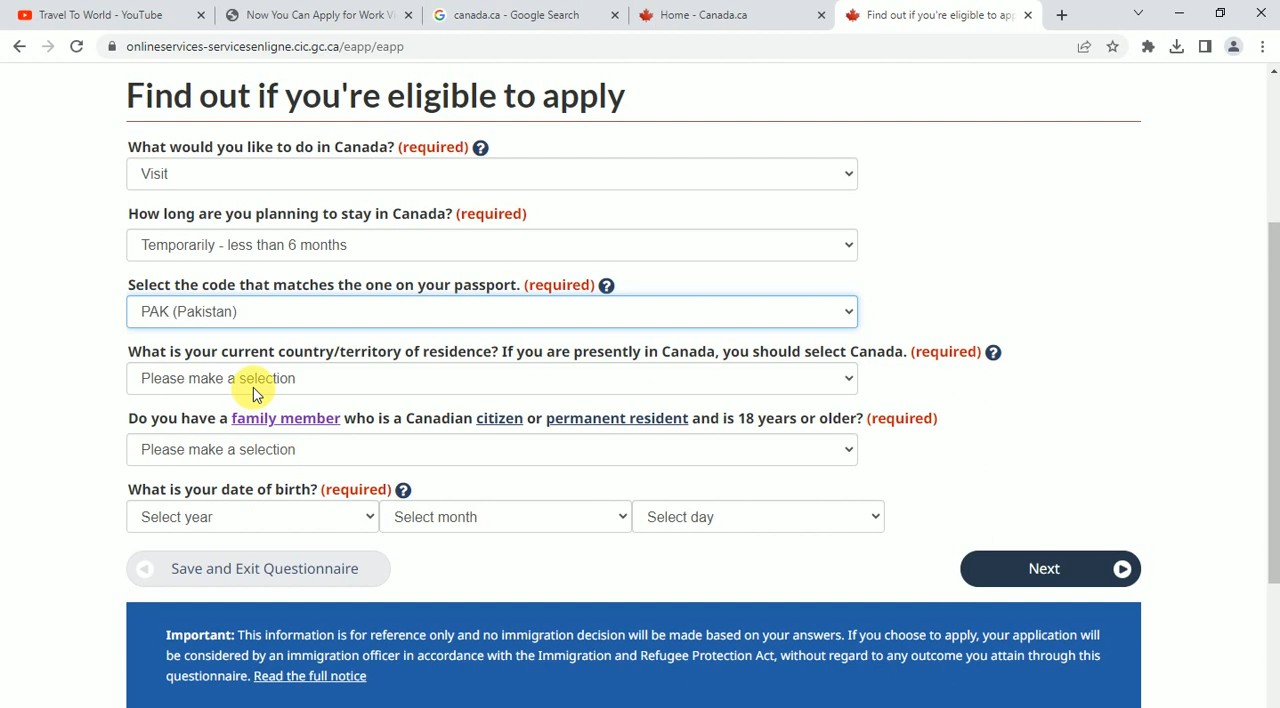 Travel To World - YouTube
Now You Can Apply for Work Vi
canada.ca - Google Search
Home - Canada.ca
Find out if you're eligible to app
onlineservices-servicesenligne.cic.gc.ca/eapp/eapp
Find out if you're eligible to apply
What would you like to do in Canada? (required)
Visit
How long are you planning to stay in Canada? (required)
Temporarily - less than 6 months
Select the code that matches the one on your passport. (required)
PAK (Pakistan)
What is your current country/territory of residence? If you are presently in Canada, you should select Canada. (required)
Please make a selection
Do you have a family member who is a Canadian citizen or permanent resident and is 18 years or older? (required)
Please make a selection
What is your date of birth? (required)
Select year Select month Select day
Save and Exit Questionnaire Next
Important: This information is for reference only and no immigration decision will be made based on your answers. If you choose to apply, your application will
be considered by an immigration officer in accordance with the Immigration and Refugee Protection Act, without regard to any outcome you attain through this
questionnaire. Read the full notice